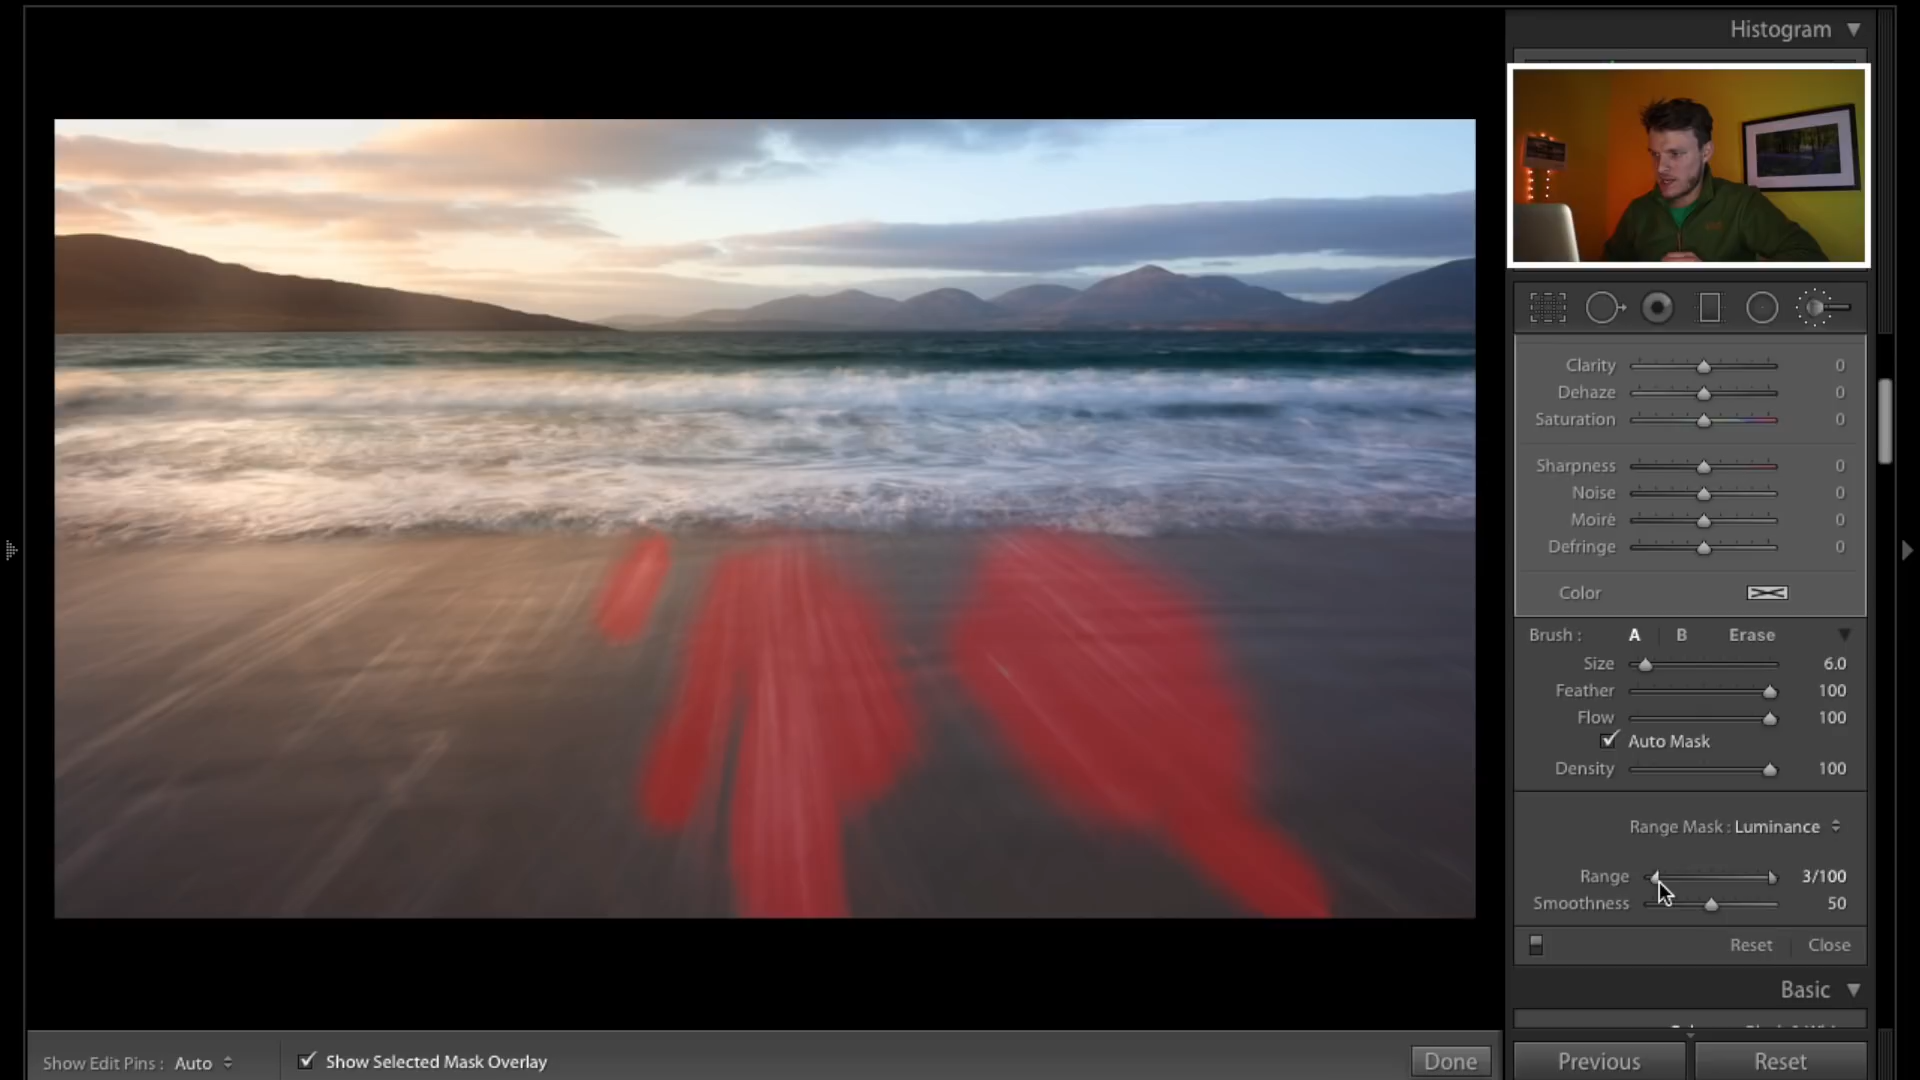 Histogram
Clarity 0
Dehaze 0
Saturation 0
Sharpness 0
Noise 0
Moiré 0
Defringe 0
Color
Brush : A B Erase
Size 6.0
Feather 100
Flow 100
Auto Mask
Density 100
Range Mask : Luminance
Range 3/100
Smoothness 50
Reset Close
Basic
Show Edit Pins : Auto Show Selected Mask Overlay Done Previous Reset